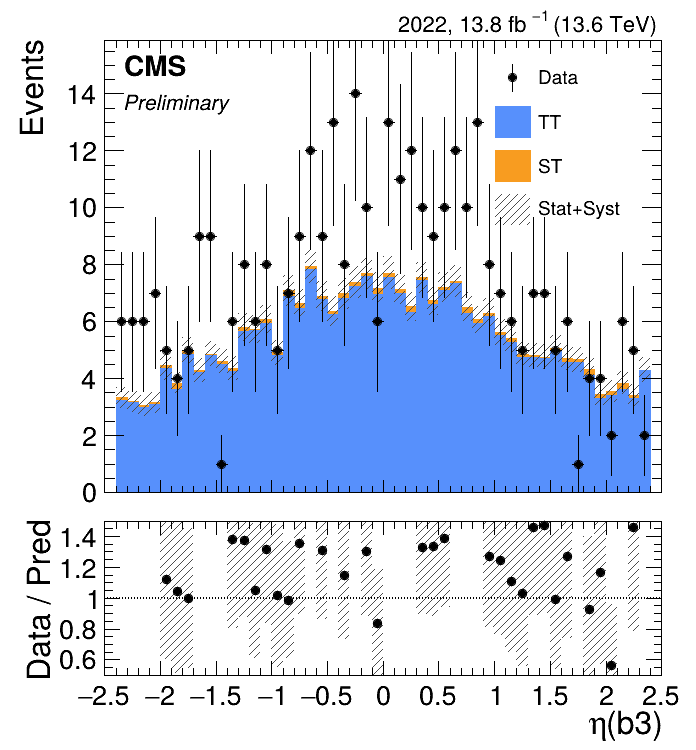 2022, 13.8 fb⁻¹ (13.6 TeV)
CMS
Preliminary
Events
14
12
10
8
6
4
2
0
Data
TT
ST
Stat+Syst
Data / Pred
1.4
1.2
1
0.8
0.6
−2.5 −2 −1.5 −1 −0.5 0 0.5 1 1.5 2 2.5
η(b3)